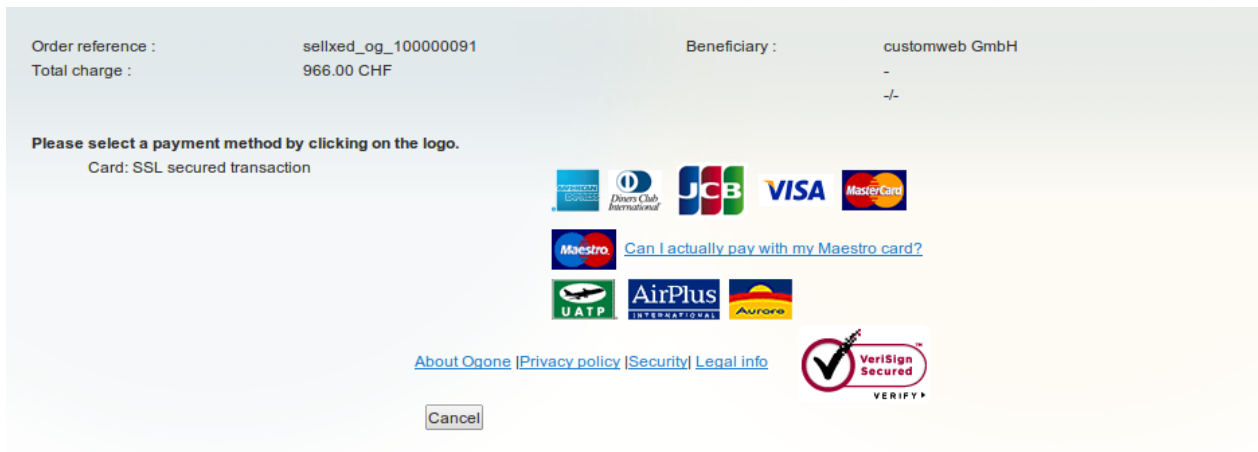 Order reference : sellxed_og_100000091 Beneficiary : customweb GmbH
Total charge : 966.00 CHF -
-/-
Please select a payment method by clicking on the logo.
Card: SSL secured transaction
AMERICAN EXPRESS Diners Club International JCB VISA MasterCard
Maestro Can I actually pay with my Maestro card?
UATP AirPlus INTERNATIONAL Aurore
About Ogone |Privacy policy |Security| Legal info VeriSign Secured VERIFY
Cancel